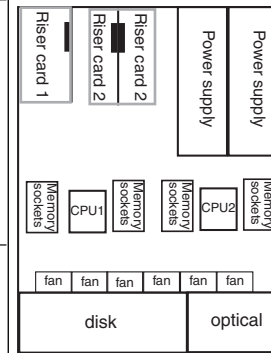 Riser card 1
Riser card 2
Riser card 2
Power supply
Power supply
Memory
sockets
CPU1
Memory
sockets
Memory
sockets
CPU2
Memory
sockets
fan fan fan fan fan fan
disk
optical